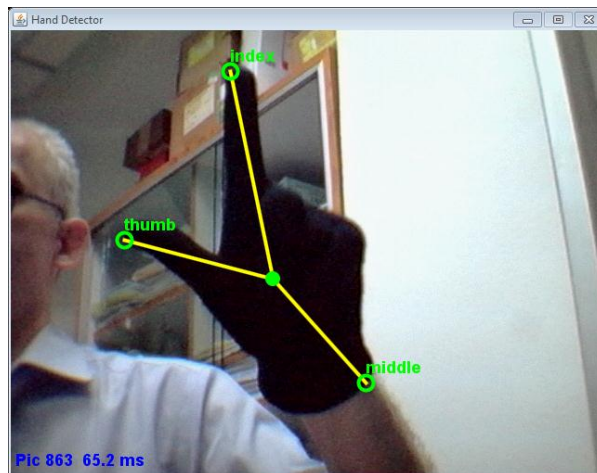 Hand Detector
index
thumb
middle
Pic 863 65.2 ms